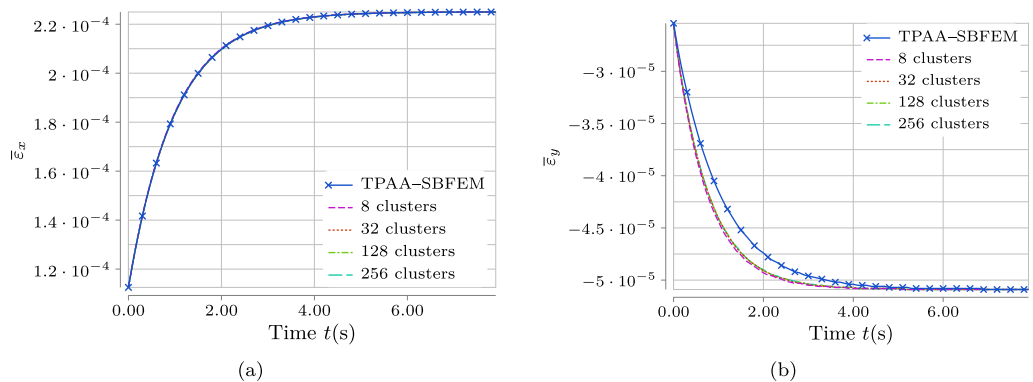 2.2 · 10⁻⁴
2 · 10⁻⁴
1.8 · 10⁻⁴
1.6 · 10⁻⁴
1.4 · 10⁻⁴
1.2 · 10⁻⁴
ε̅ₓ
TPAA–SBFEM
8 clusters
32 clusters
128 clusters
256 clusters
0.00 2.00 4.00 6.00
Time t(s)
(a)
−3 · 10⁻⁵
−3.5 · 10⁻⁵
−4 · 10⁻⁵
−4.5 · 10⁻⁵
−5 · 10⁻⁵
ε̅_y
TPAA–SBFEM
8 clusters
32 clusters
128 clusters
256 clusters
0.00 2.00 4.00 6.00
Time t(s)
(b)